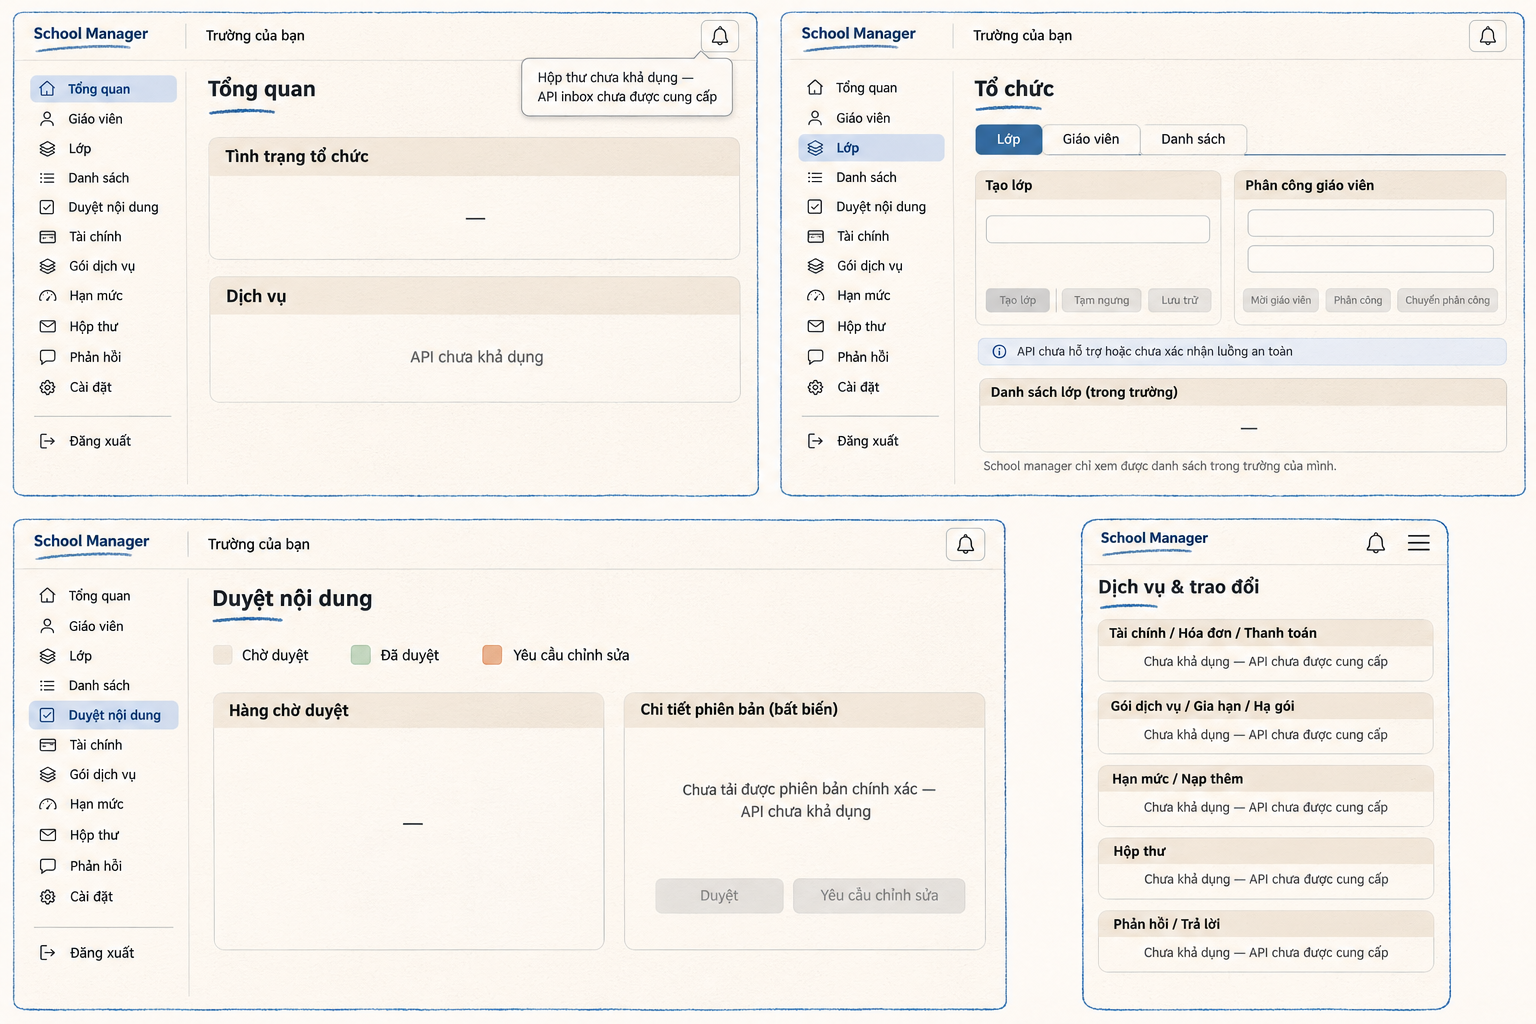 School Manager
Trường của bạn
Hộp thư chưa khả dụng —
API inbox chưa được cung cấp
Tổng quan
Giáo viên
Lớp
Danh sách
Duyệt nội dung
Tài chính
Gói dịch vụ
Hạn mức
Hộp thư
Phản hồi
Cài đặt
Đăng xuất
Tổng quan
Tình trạng tổ chức
—
Dịch vụ
API chưa khả dụng
School Manager
Trường của bạn
Tổng quan
Giáo viên
Lớp
Danh sách
Duyệt nội dung
Tài chính
Gói dịch vụ
Hạn mức
Hộp thư
Phản hồi
Cài đặt
Đăng xuất
Tổ chức
Lớp
Giáo viên
Danh sách
Tạo lớp
Tạo lớp
Tạm ngưng
Lưu trữ
Phân công giáo viên
Mời giáo viên
Phân công
Chuyển phân công
API chưa hỗ trợ hoặc chưa xác nhận luồng an toàn
Danh sách lớp (trong trường)
—
School manager chỉ xem được danh sách trong trường của mình.
School Manager
Trường của bạn
Tổng quan
Giáo viên
Lớp
Danh sách
Duyệt nội dung
Tài chính
Gói dịch vụ
Hạn mức
Hộp thư
Phản hồi
Cài đặt
Đăng xuất
Duyệt nội dung
Chờ duyệt
Đã duyệt
Yêu cầu chỉnh sửa
Hàng chờ duyệt
—
Chi tiết phiên bản (bất biến)
Chưa tải được phiên bản chính xác —
API chưa khả dụng
Duyệt
Yêu cầu chỉnh sửa
School Manager
Dịch vụ & trao đổi
Tài chính / Hóa đơn / Thanh toán
Chưa khả dụng — API chưa được cung cấp
Gói dịch vụ / Gia hạn / Hạ gói
Chưa khả dụng — API chưa được cung cấp
Hạn mức / Nạp thêm
Chưa khả dụng — API chưa được cung cấp
Hộp thư
Chưa khả dụng — API chưa được cung cấp
Phản hồi / Trả lời
Chưa khả dụng — API chưa được cung cấp